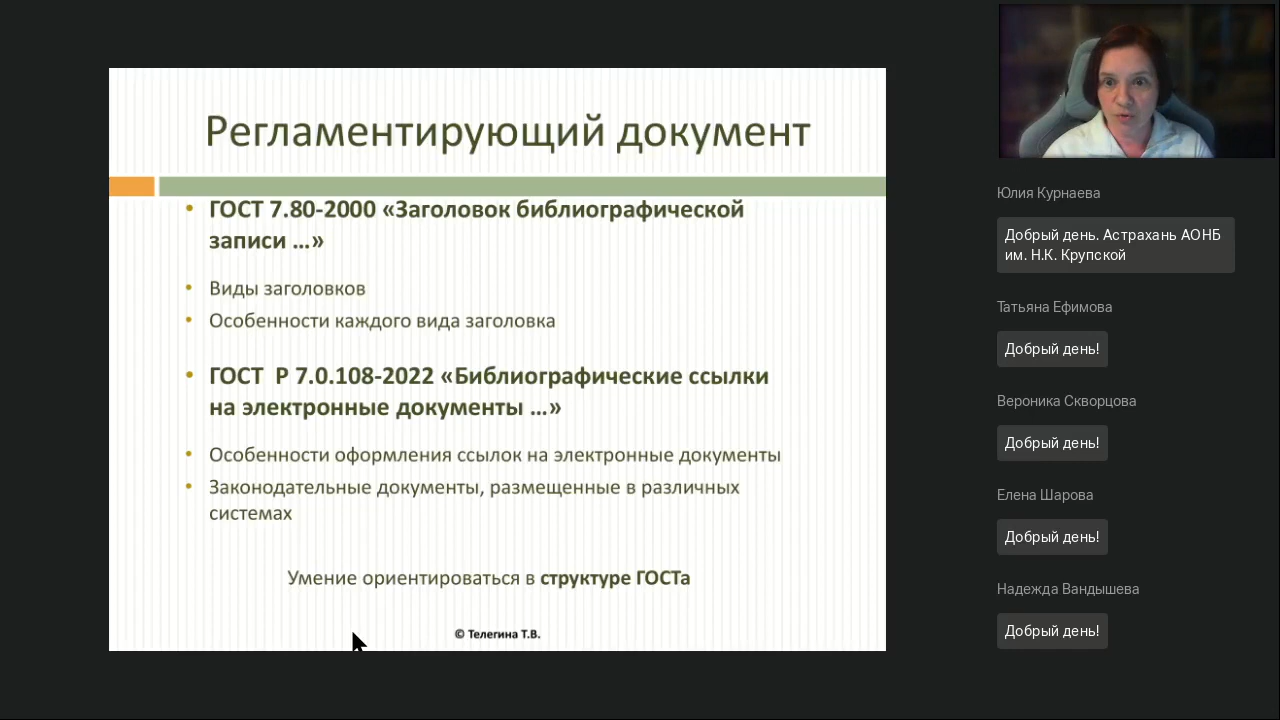 Регламентирующий документ
• ГОСТ 7.80-2000 «Заголовок библиографической
записи …»
• Виды заголовков
• Особенности каждого вида заголовка
• ГОСТ Р 7.0.108-2022 «Библиографические ссылки
на электронные документы …»
• Особенности оформления ссылок на электронные документы
• Законодательные документы, размещенные в различных
системах
Умение ориентироваться в структуре ГОСТа
© Телегина Т.В.
Юлия Курнаева
Добрый день. Астрахань АОНБ
им. Н.К. Крупской
Татьяна Ефимова
Добрый день!
Вероника Скворцова
Добрый день!
Елена Шарова
Добрый день!
Надежда Вандышева
Добрый день!